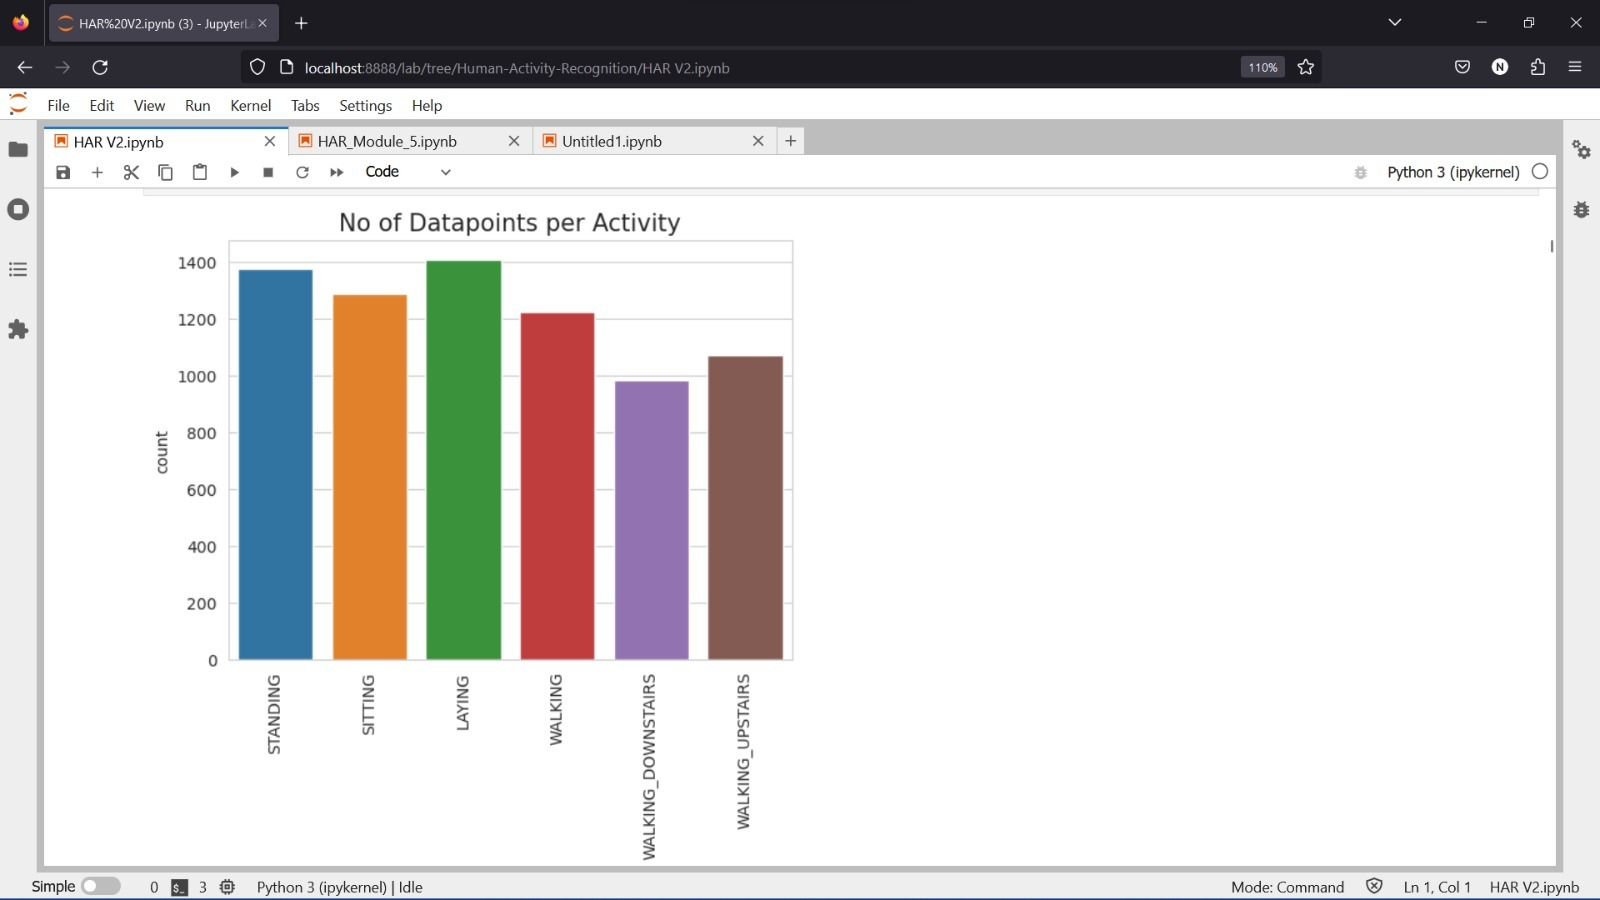 HAR%20V2.ipynb (3) - JupyterL
localhost:8888/lab/tree/Human-Activity-Recognition/HAR V2.ipynb
110%
N
File Edit View Run Kernel Tabs Settings Help
HAR V2.ipynb
HAR_Module_5.ipynb
Untitled1.ipynb
Code
Python 3 (ipykernel)
No of Datapoints per Activity
1400
1200
1000
800
600
400
200
0
count
STANDING
SITTING
LAYING
WALKING
WALKING_DOWNSTAIRS
WALKING_UPSTAIRS
Simple 0 $_ 3 Python 3 (ipykernel) | Idle
Mode: Command Ln 1, Col 1 HAR V2.ipynb